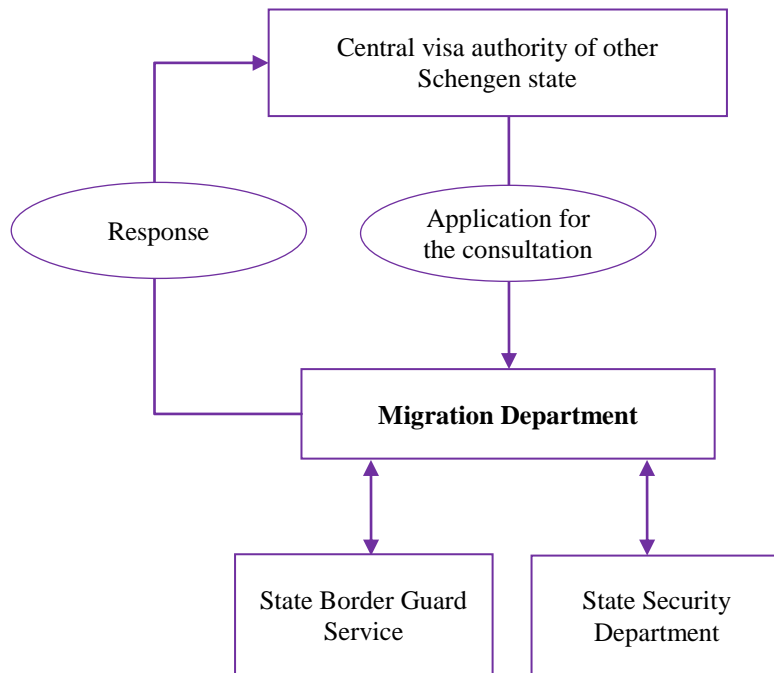 Central visa authority of other
Schengen state
Response
Application for
the consultation
Migration Department
State Border Guard
Service
State Security
Department